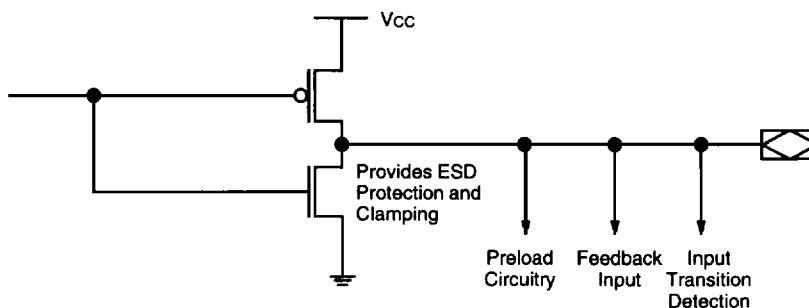 Vcc
Provides ESD
Protection and
Clamping
Preload
Circuitry
Feedback
Input
Input
Transition
Detection